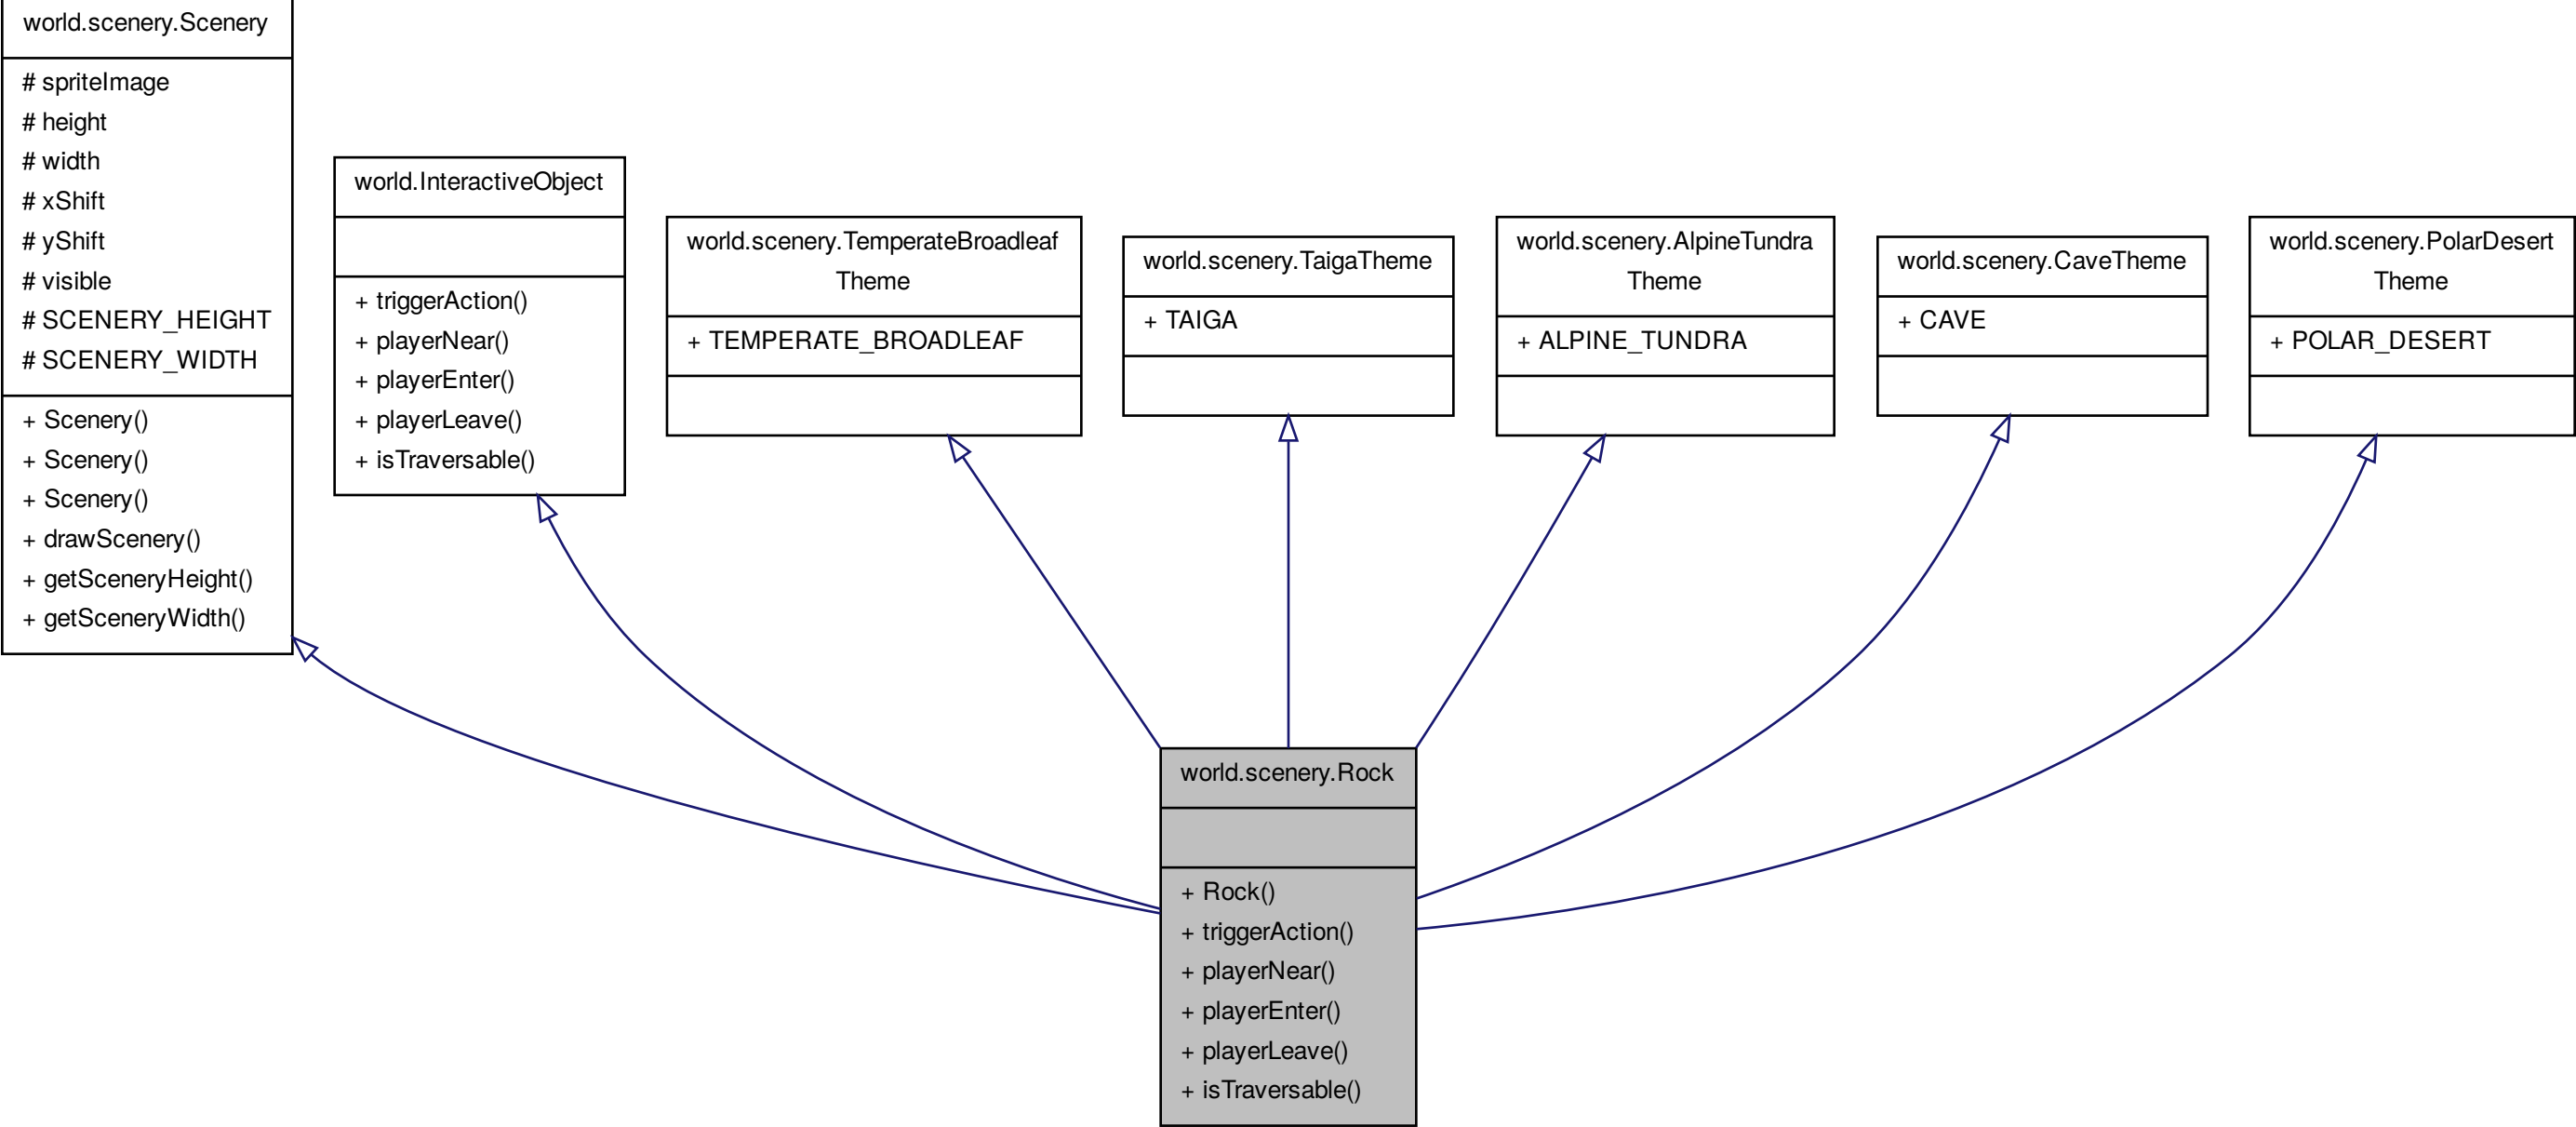 world.scenery.Scenery
# spriteImage
# height
# width
# xShift
# yShift
# visible
# SCENERY_HEIGHT
# SCENERY_WIDTH
+ Scenery()
+ Scenery()
+ Scenery()
+ drawScenery()
+ getSceneryHeight()
+ getSceneryWidth()
world.InteractiveObject
+ triggerAction()
+ playerNear()
+ playerEnter()
+ playerLeave()
+ isTraversable()
world.scenery.TemperateBroadleaf
Theme
+ TEMPERATE_BROADLEAF
world.scenery.TaigaTheme
+ TAIGA
world.scenery.AlpineTundra
Theme
+ ALPINE_TUNDRA
world.scenery.CaveTheme
+ CAVE
world.scenery.PolarDesert
Theme
+ POLAR_DESERT
world.scenery.Rock
+ Rock()
+ triggerAction()
+ playerNear()
+ playerEnter()
+ playerLeave()
+ isTraversable()